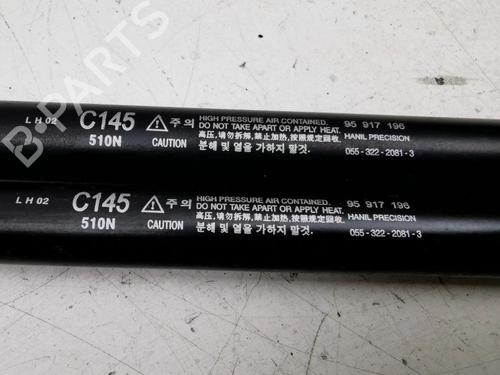 LH 02
C145
510N
주의
CAUTION
HIGH PRESSURE AIR CONTAINED.
DO NOT TAKE APART OR APPLY HEAT.
高压,请勿拆解,禁止加热,按照规定回收.
분해 및 열을 가하지 말것.
95 917 196
HANIL PRECISION
055-322-2081-3
LH 02
C145
510N
주의
CAUTION
HIGH PRESSURE AIR CONTAINED.
DO NOT TAKE APART OR APPLY HEAT.
高压,请勿拆解,禁止加热,按照规定回收.
분해 및 열을 가하지 말것.
95 917 196
HANIL PRECISION
055-322-2081-3
B-PARTS